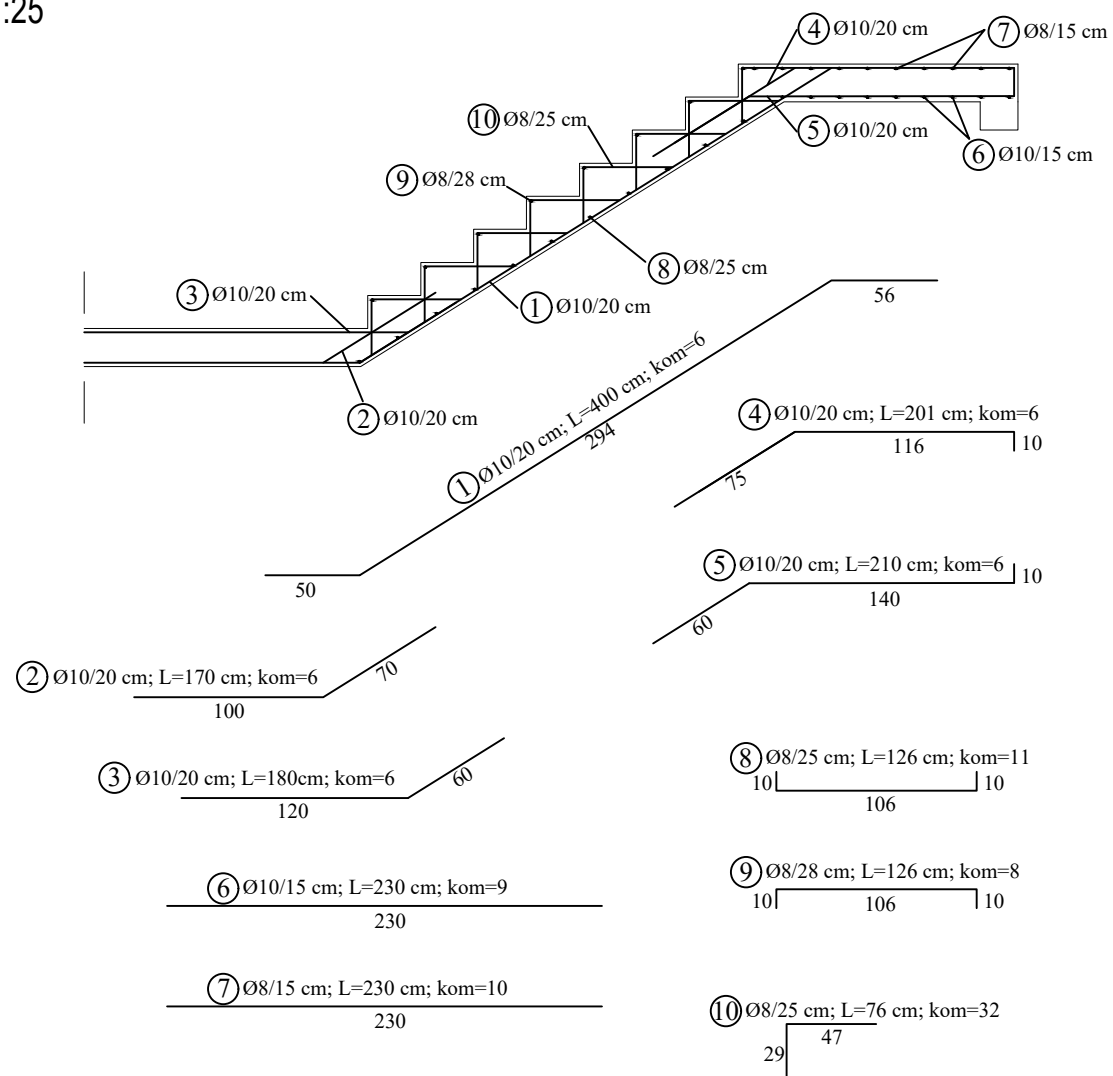 :25
4 Ø10/20 cm
7 Ø8/15 cm
10 Ø8/25 cm
5 Ø10/20 cm
6 Ø10/15 cm
9 Ø8/28 cm
8 Ø8/25 cm
3 Ø10/20 cm
1 Ø10/20 cm
2 Ø10/20 cm
56
1 Ø10/20 cm; L=400 cm; kom=6
294
50
4 Ø10/20 cm; L=201 cm; kom=6
116
10
75
5 Ø10/20 cm; L=210 cm; kom=6
10
140
60
2 Ø10/20 cm; L=170 cm; kom=6
70
100
3 Ø10/20 cm; L=180cm; kom=6
60
120
8 Ø8/25 cm; L=126 cm; kom=11
10
10
106
6 Ø10/15 cm; L=230 cm; kom=9
230
9 Ø8/28 cm; L=126 cm; kom=8
10
106
10
7 Ø8/15 cm; L=230 cm; kom=10
230
10 Ø8/25 cm; L=76 cm; kom=32
47
29